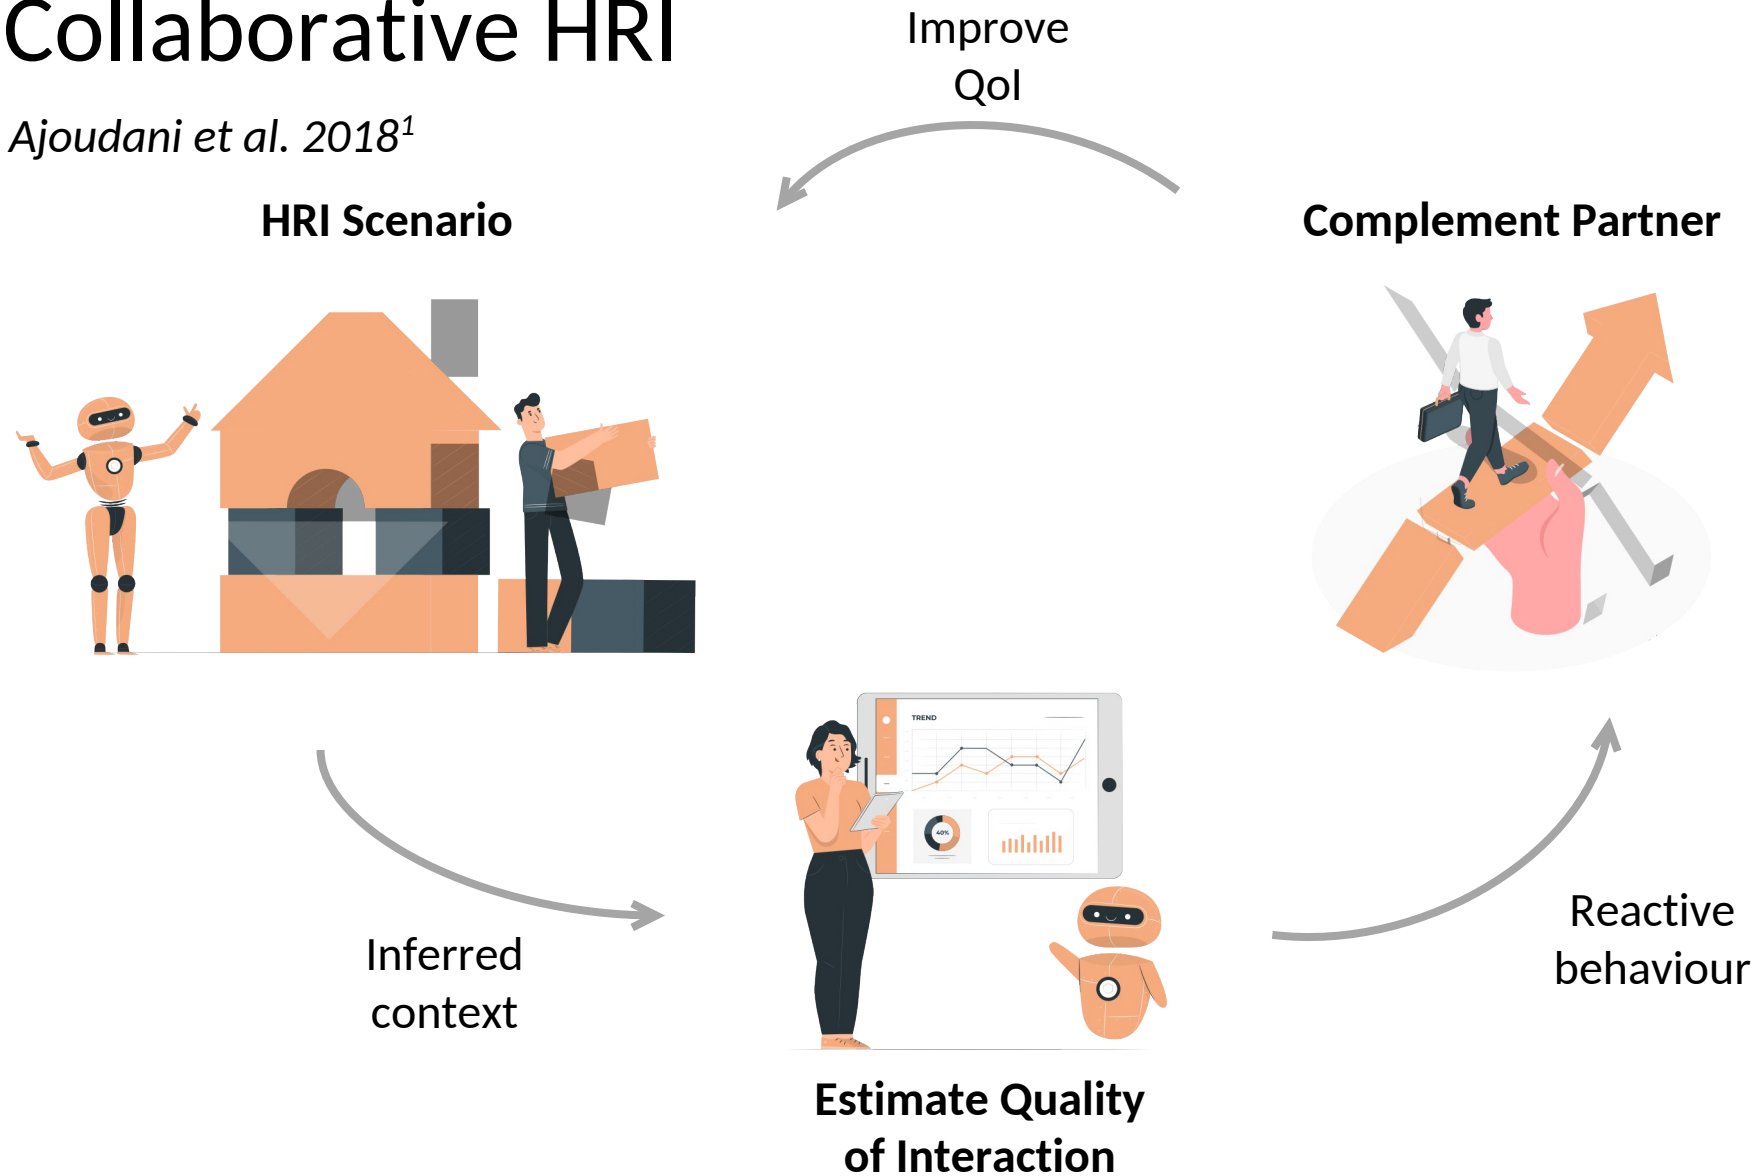 Collaborative HRI
Ajoudani et al. 2018¹
Improve
QoI
HRI Scenario
Complement Partner
TREND
40%
Inferred
context
Reactive
behaviour
Estimate Quality
of Interaction